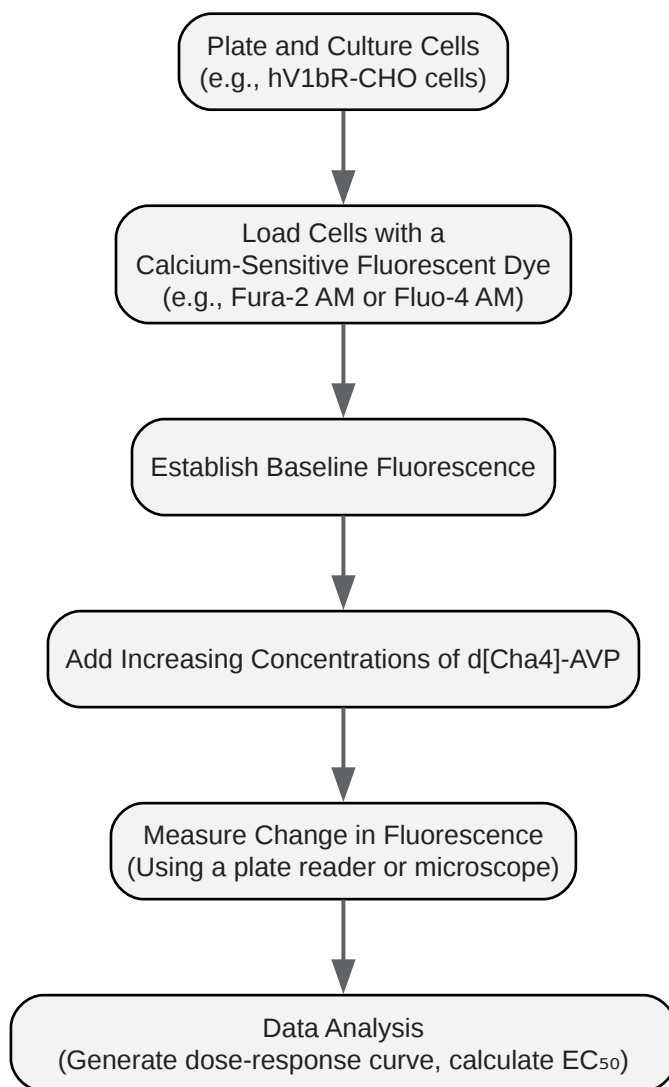 Plate and Culture Cells
(e.g., hV1bR-CHO cells)
Load Cells with a
Calcium-Sensitive Fluorescent Dye
(e.g., Fura-2 AM or Fluo-4 AM)
Establish Baseline Fluorescence
Add Increasing Concentrations of d[Cha4]-AVP
Measure Change in Fluorescence
(Using a plate reader or microscope)
Data Analysis
(Generate dose-response curve, calculate EC₅₀)